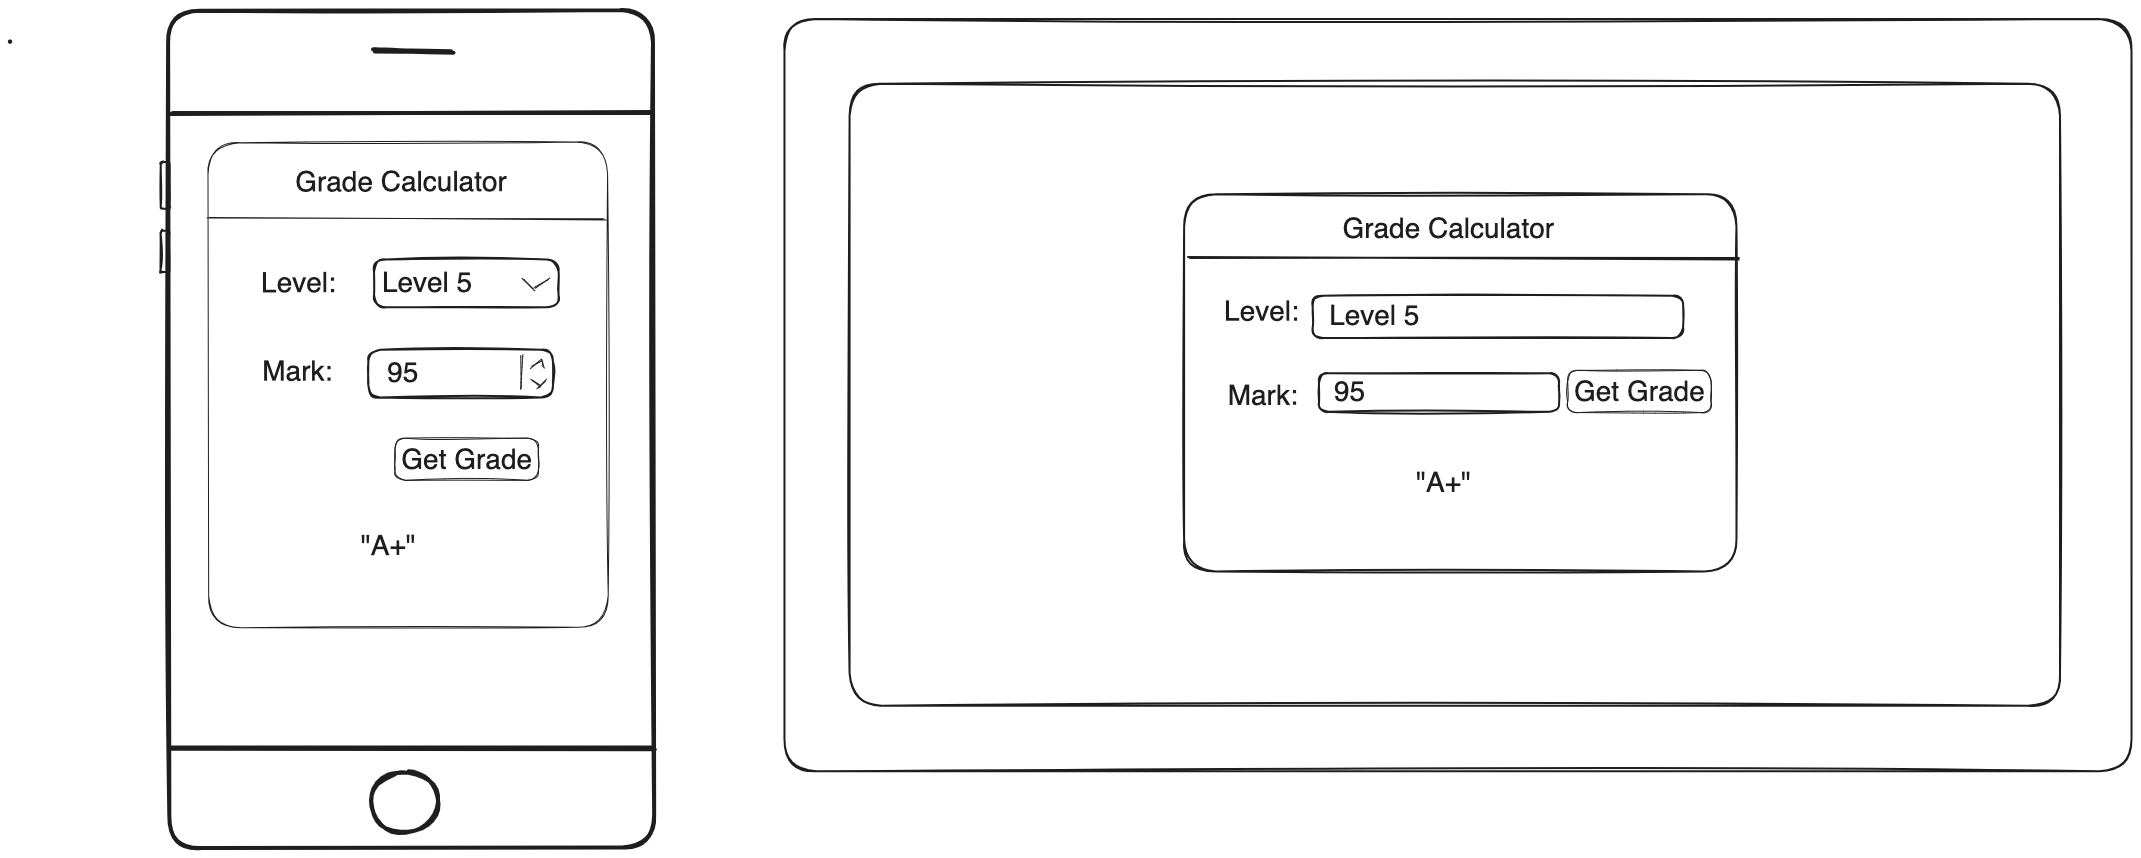 Grade Calculator
Level: Level 5
Mark: 95
Get Grade
"A+"
Grade Calculator
Level: Level 5
Mark: 95 Get Grade
"A+"